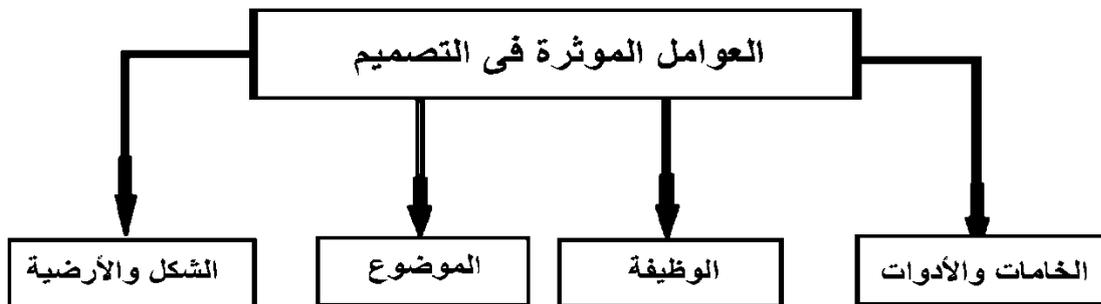 العوامل الموثرة فى التصميم
الخامات والأدوات
الوظيفة
الموضوع
الشكل والأرضية